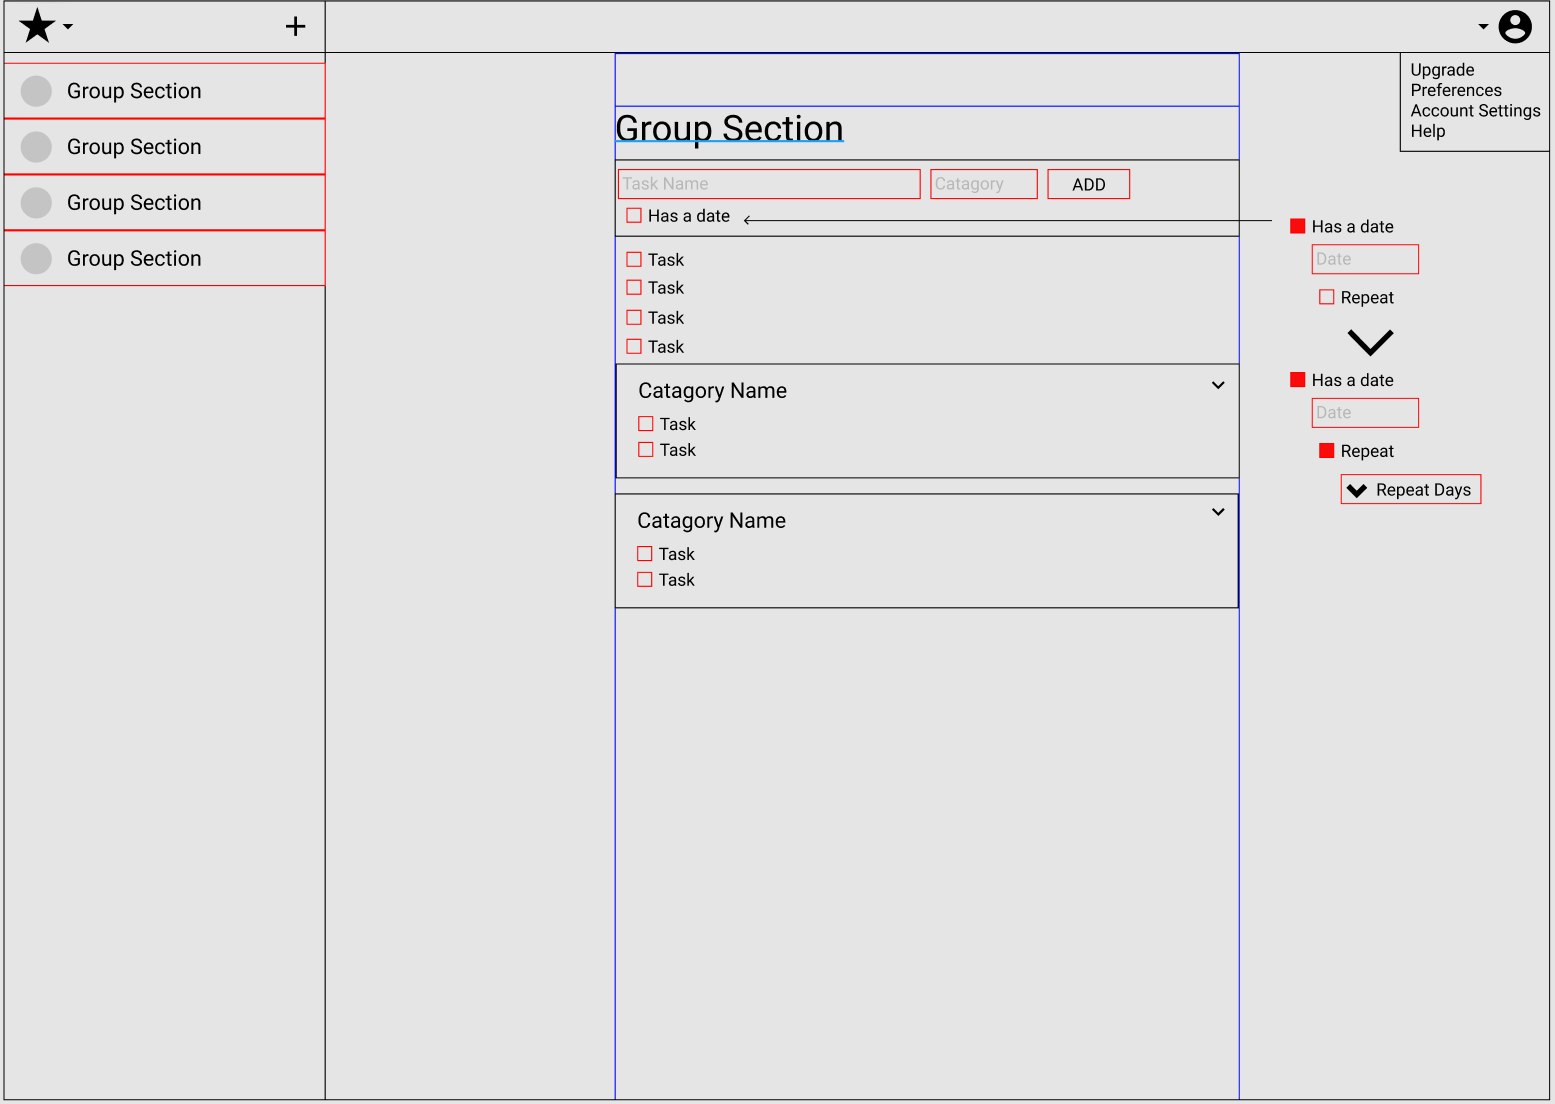 Group Section
Group Section
Group Section
Group Section
Upgrade
Preferences
Account Settings
Help
Group Section
Task Name
Catagory
ADD
Has a date
Task
Task
Task
Task
Catagory Name
Task
Task
Catagory Name
Task
Task
Has a date
Date
Repeat
Has a date
Date
Repeat
Repeat Days